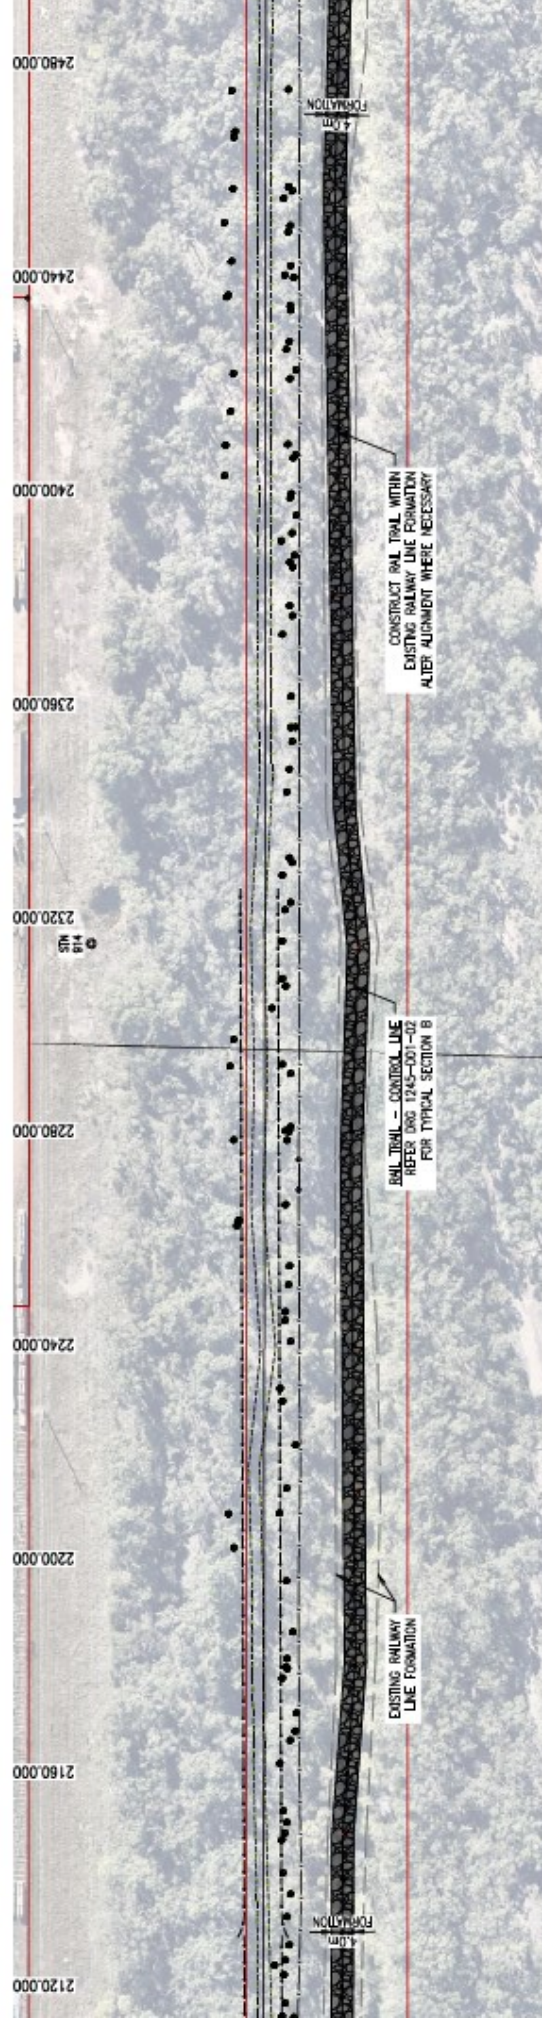 2480.000
FORMATION
4.0m
2440.000
2400.000
CONSTRUCT RAIL TRAIL WITHIN
EXISTING RAILWAY LINE FORMATION
ALTER ALIGNMENT WHERE NECESSARY
2360.000
2320.000
STN
814
RAIL TRAIL - CONTROL LINE
REFER DRG 1245-D01-02
FOR TYPICAL SECTION B
2280.000
2240.000
2200.000
EXISTING RAILWAY
LINE FORMATION
2160.000
FORMATION
4.0m
2120.000